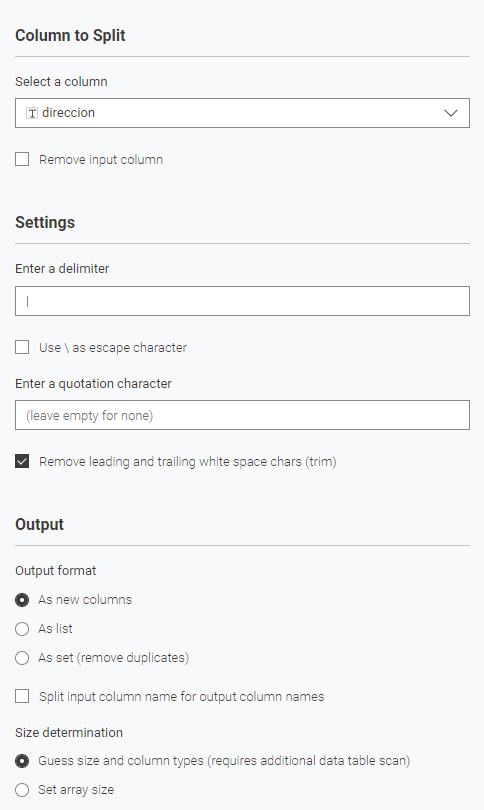 Column to Split
Select a column
T direccion
Remove input column
Settings
Enter a delimiter
|
Use \ as escape character
Enter a quotation character
(leave empty for none)
Remove leading and trailing white space chars (trim)
Output
Output format
As new columns
As list
As set (remove duplicates)
Split input column name for output column names
Size determination
Guess size and column types (requires additional data table scan)
Set array size